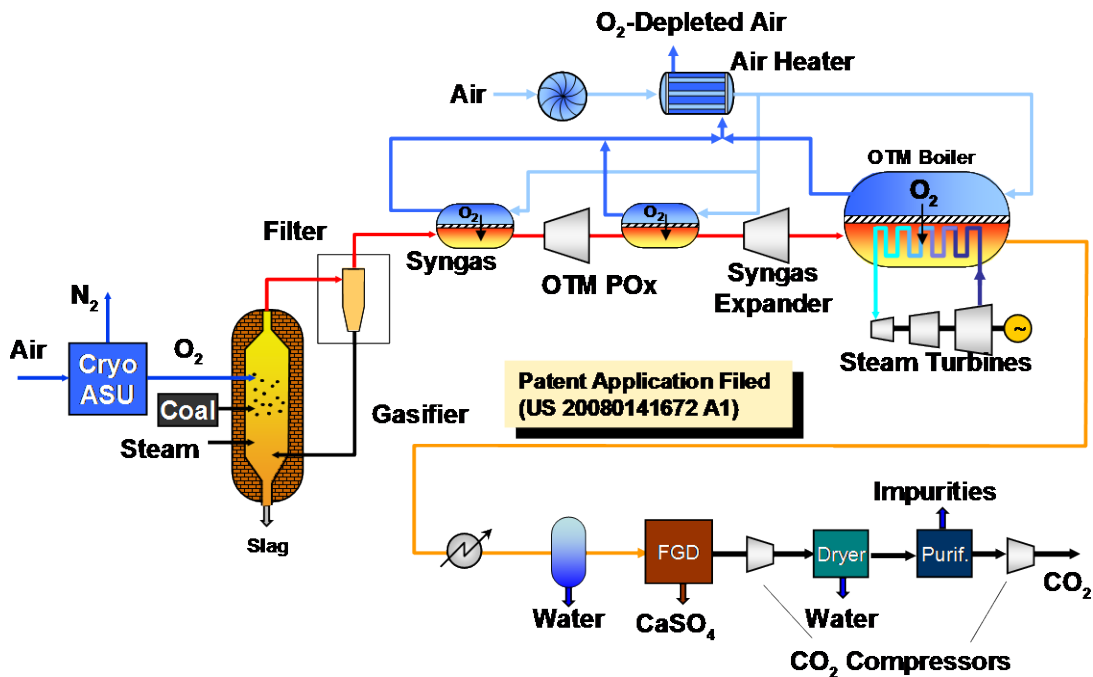 O2-Depleted Air
Air Heater
Air
OTM Boiler
O2
O2
O2
Filter
Syngas
OTM POx
Syngas
Expander
Steam Turbines
~
N2
Air
Cryo
ASU
O2
Coal
Steam
Gasifier
Slag
Patent Application Filed
(US 20080141672 A1)
Impurities
FGD
Dryer
Purif.
CO2
Water
CaSO4
Water
CO2 Compressors